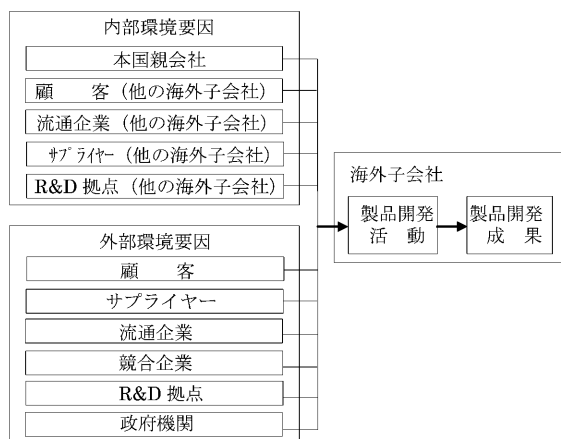 内部環境要因
本国親会社
顧　　客（他の海外子会社）
流通企業（他の海外子会社）
ｻﾌﾟﾗｲﾔｰ（他の海外子会社）
R&D 拠点（他の海外子会社）
外部環境要因
顧　　客
サプライヤー
流通企業
競合企業
R&D 拠点
政府機関
海外子会社
製品開発
活　動
製品開発
成　果